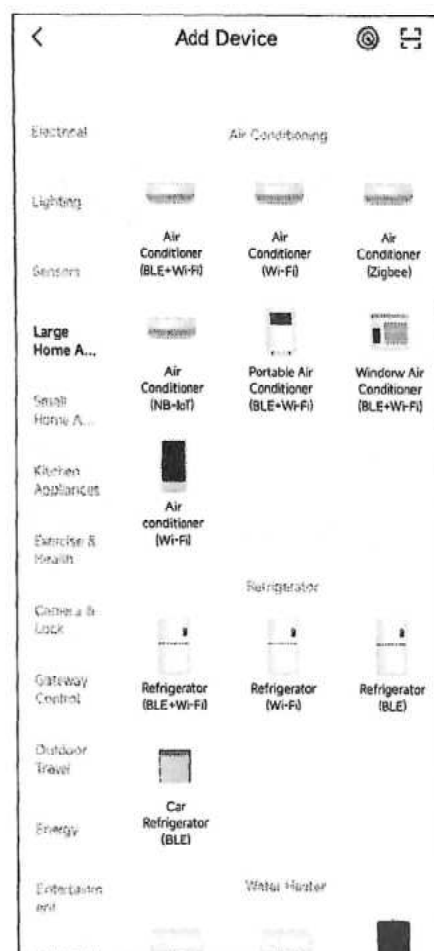 Add Device
Electrical
Lighting
Sensors
Large
Home A...
Small
Home A...
Kitchen
Appliances
Exercise &
Health
Camera &
Lock
Gateway
Control
Outdoor
Travel
Energy
Entertainm
ent
Air Conditioning
Air
Conditioner
(BLE+Wi-Fi)
Air
Conditioner
(Wi-Fi)
Air
Conditioner
(Zigbee)
Air
Conditioner
(NB-IoT)
Portable Air
Conditioner
(BLE+Wi-Fi)
Window Air
Conditioner
(BLE+Wi-Fi)
Air
conditioner
(Wi-Fi)
Refrigerator
Refrigerator
(BLE+Wi-Fi)
Refrigerator
(Wi-Fi)
Refrigerator
(BLE)
Car
Refrigerator
(BLE)
Water Heater